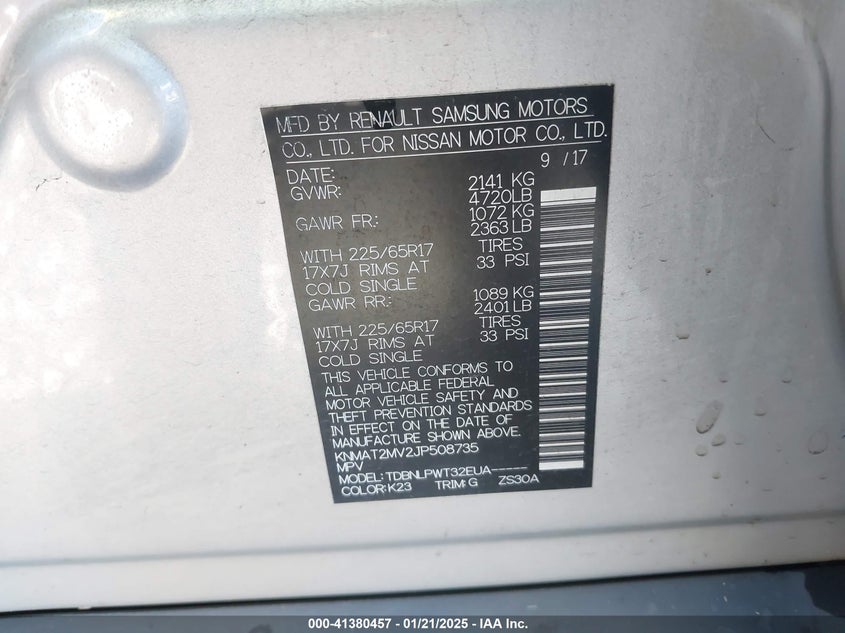 MFD BY RENAULT SAMSUNG MOTORS
CO., LTD. FOR NISSAN MOTOR CO., LTD.
DATE: 9 /17
GVWR: 2141 KG
4720LB
GAWR FR.: 1072 KG
2363 LB
WITH 225/65R17 TIRES
17X7J RIMS AT 33 PSI
COLD SINGLE
GAWR RR.: 1089 KG
2401 LB
WITH 225/65R17 TIRES
17X7J RIMS AT 33 PSI
COLD SINGLE
THIS VEHICLE CONFORMS TO
ALL APPLICABLE FEDERAL
MOTOR VEHICLE SAFETY AND
THEFT PREVENTION STANDARDS
IN EFFECT ON THE DATE OF
MANUFACTURE SHOWN ABOVE.
KNMAT2MV2JP508735
MPV
MODEL: TDBNLPWT32EUA-----
COLOR:K23 TRIM:G ZS30A
000-41380457 - 01/21/2025 - IAA Inc.